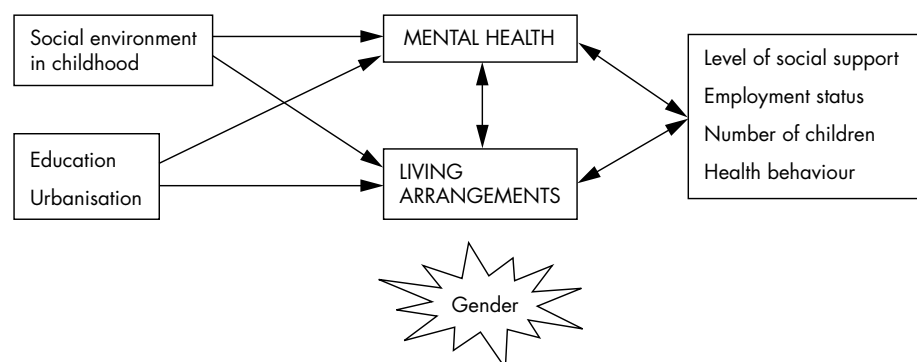 Social environment
in childhood
MENTAL HEALTH
Level of social support
Employment status
Number of children
Health behaviour
Education
Urbanisation
LIVING
ARRANGEMENTS
Gender